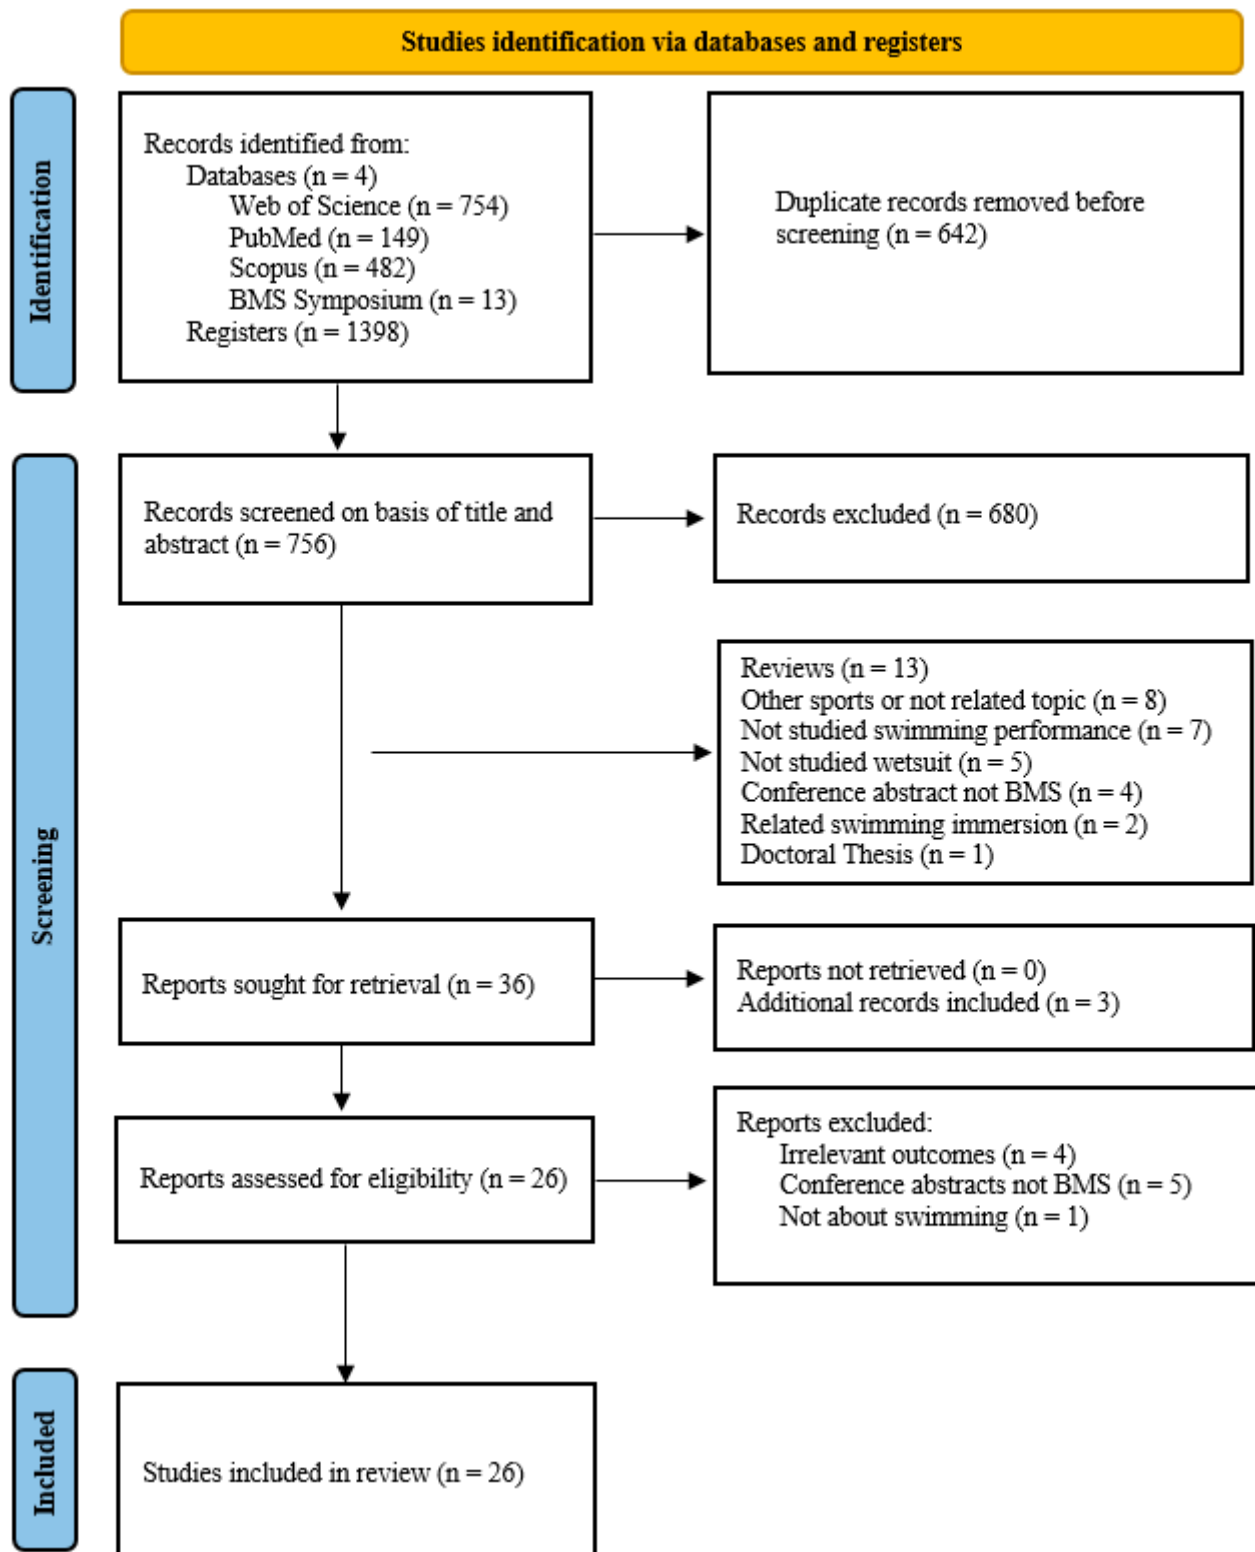 Studies identification via databases and registers
Identification
Records identified from:
Databases (n = 4)
Web of Science (n = 754)
PubMed (n = 149)
Scopus (n = 482)
BMS Symposium (n = 13)
Registers (n = 1398)
Duplicate records removed before
screening (n = 642)
Screening
Records screened on basis of title and
abstract (n = 756)
Records excluded (n = 680)
Reviews (n = 13)
Other sports or not related topic (n = 8)
Not studied swimming performance (n = 7)
Not studied wetsuit (n = 5)
Conference abstract not BMS (n = 4)
Related swimming immersion (n = 2)
Doctoral Thesis (n = 1)
Reports sought for retrieval (n = 36)
Reports not retrieved (n = 0)
Additional records included (n = 3)
Reports assessed for eligibility (n = 26)
Reports excluded:
Irrelevant outcomes (n = 4)
Conference abstracts not BMS (n = 5)
Not about swimming (n = 1)
Included
Studies included in review (n = 26)